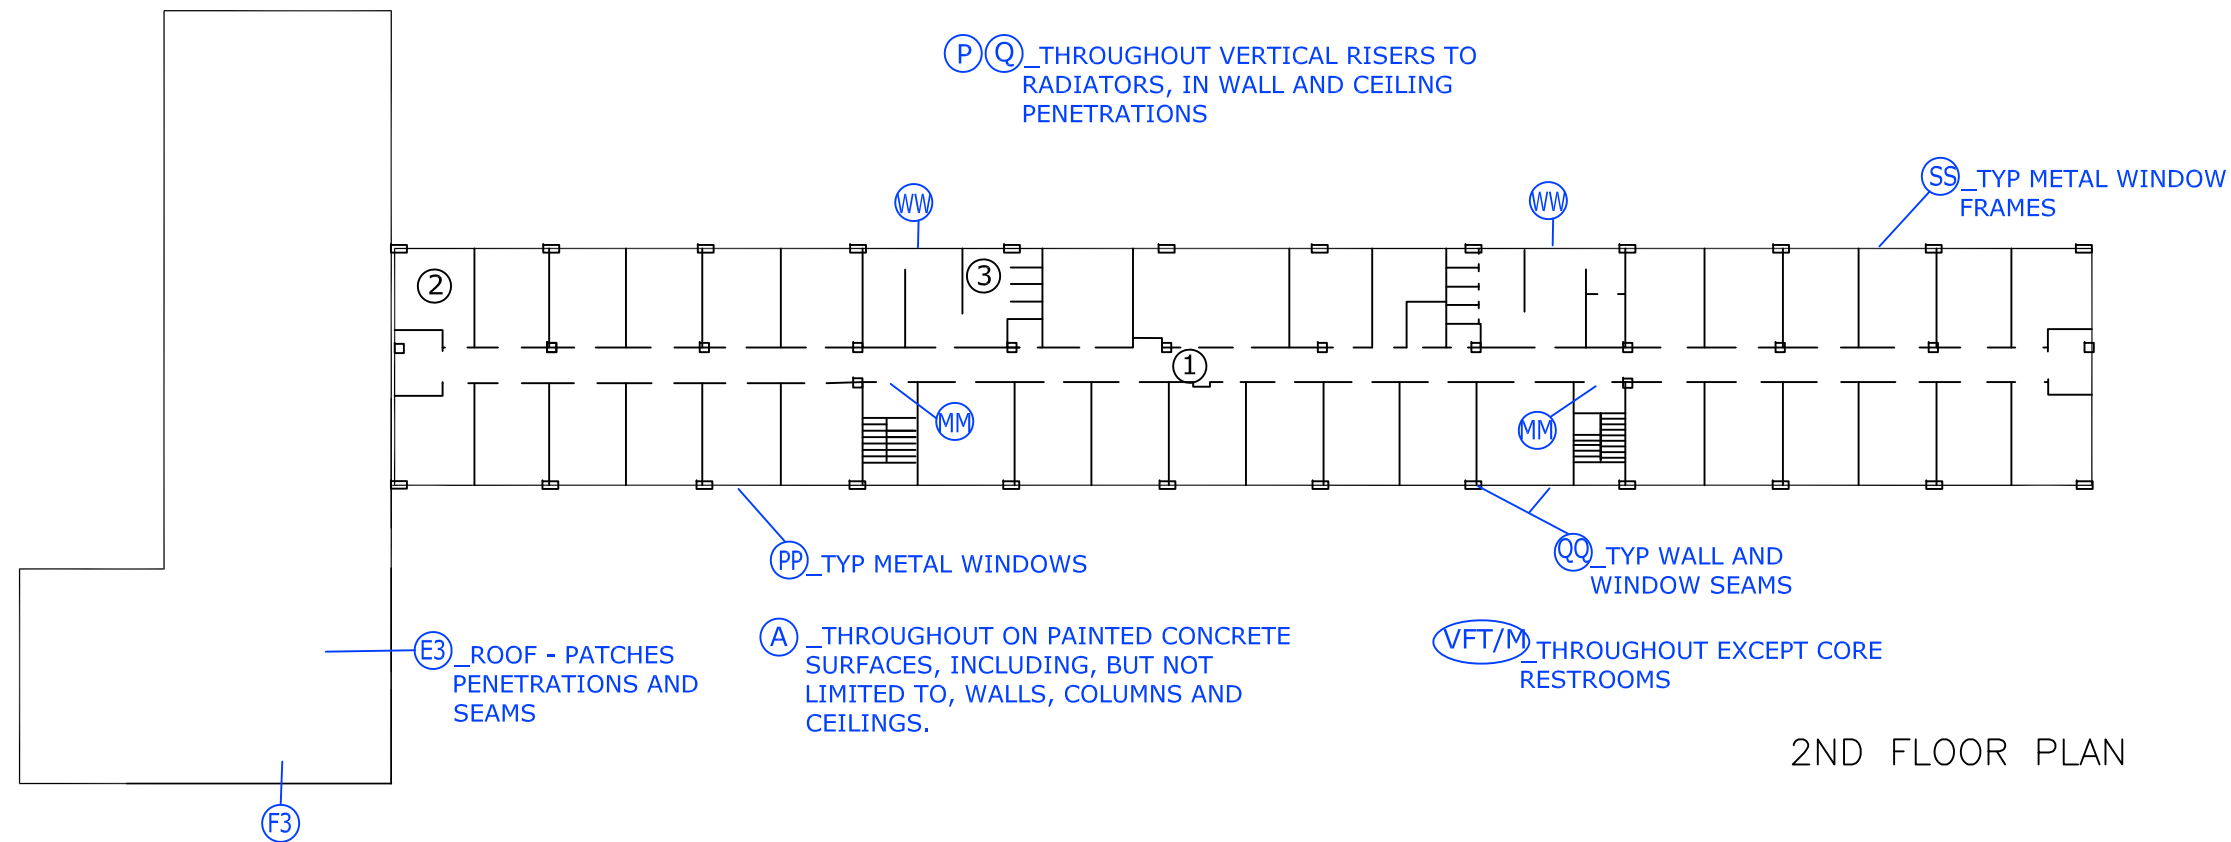 P Q _THROUGHOUT VERTICAL RISERS TO
RADIATORS, IN WALL AND CEILING
PENETRATIONS
WW
WW
SS _TYP METAL WINDOW
FRAMES
2
3
1
MM
MM
PP _TYP METAL WINDOWS
QQ _TYP WALL AND
WINDOW SEAMS
E3 _ROOF - PATCHES
PENETRATIONS AND
SEAMS
A _THROUGHOUT ON PAINTED CONCRETE
SURFACES, INCLUDING, BUT NOT
LIMITED TO, WALLS, COLUMNS AND
CEILINGS.
VFT/M _THROUGHOUT EXCEPT CORE
RESTROOMS
2ND FLOOR PLAN
F3